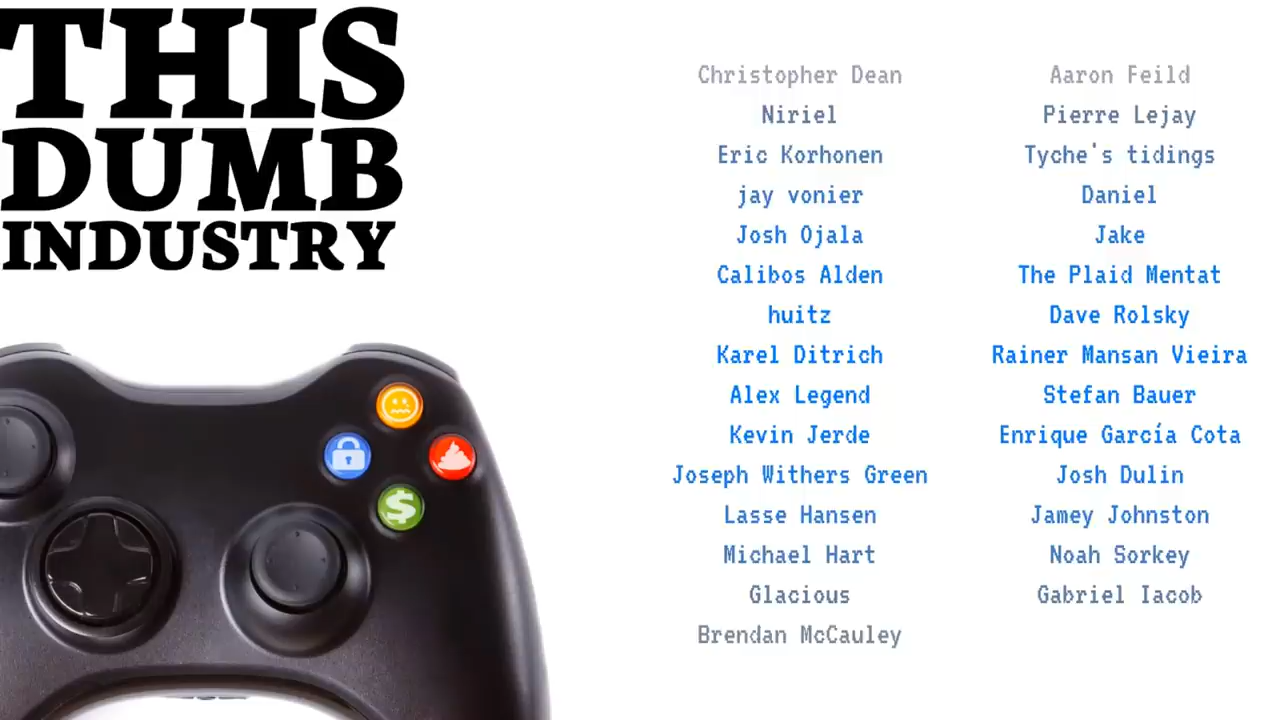 THIS
DUMB
INDUSTRY
Christopher Dean
Niriel
Eric Korhonen
jay vonier
Josh Ojala
Calibos Alden
huitz
Karel Ditrich
Alex Legend
Kevin Jerde
Joseph Withers Green
Lasse Hansen
Michael Hart
Glacious
Brendan McCauley
Aaron Feild
Pierre Lejay
Tyche's tidings
Daniel
Jake
The Plaid Mentat
Dave Rolsky
Rainer Mansan Vieira
Stefan Bauer
Enrique García Cota
Josh Dulin
Jamey Johnston
Noah Sorkey
Gabriel Iacob
$